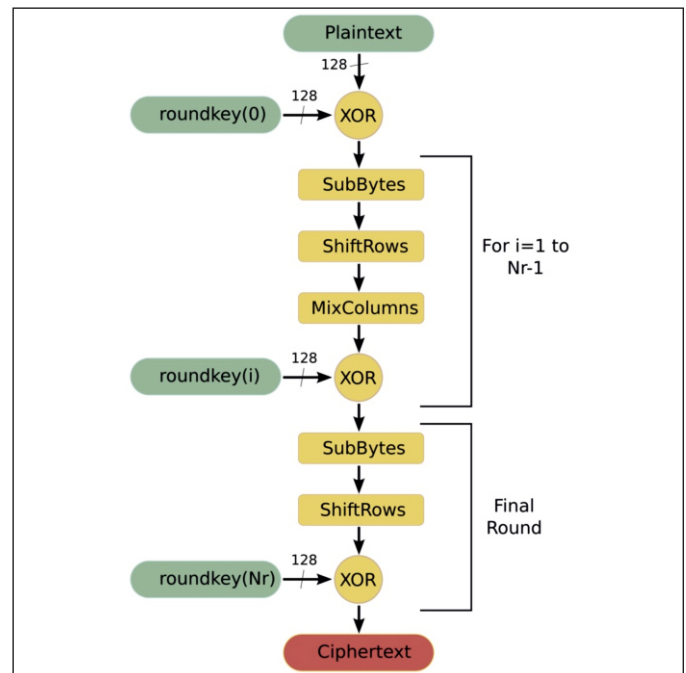 Plaintext
128
128
roundkey(0)
XOR
SubBytes
ShiftRows
For i=1 to
Nr-1
MixColumns
128
roundkey(i)
XOR
SubBytes
ShiftRows
Final
Round
128
roundkey(Nr)
XOR
Ciphertext